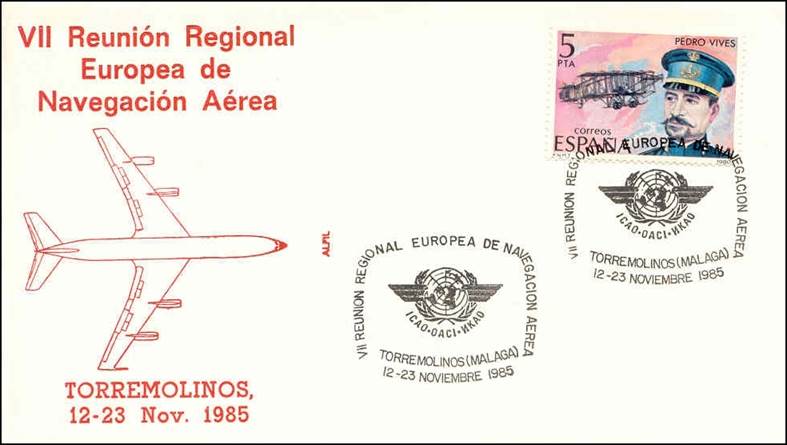 VII Reunión Regional
Europea de
Navegación Aérea
ALFIL
TORREMOLINOS,
12-23 Nov. 1985
5
PTA
PEDRO VIVES
correos
ESPAÑA
1980
VII REUNION REGIONAL EUROPEA DE NAVEGACION AEREA
ICAO·OACI·ИКАО
TORREMOLINOS (MALAGA)
12-23 NOVIEMBRE 1985
VII REUNION REGIONAL EUROPEA DE NAVEGACION AEREA
ICAO·OACI·ИКАО
TORREMOLINOS (MALAGA)
12-23 NOVIEMBRE 1985